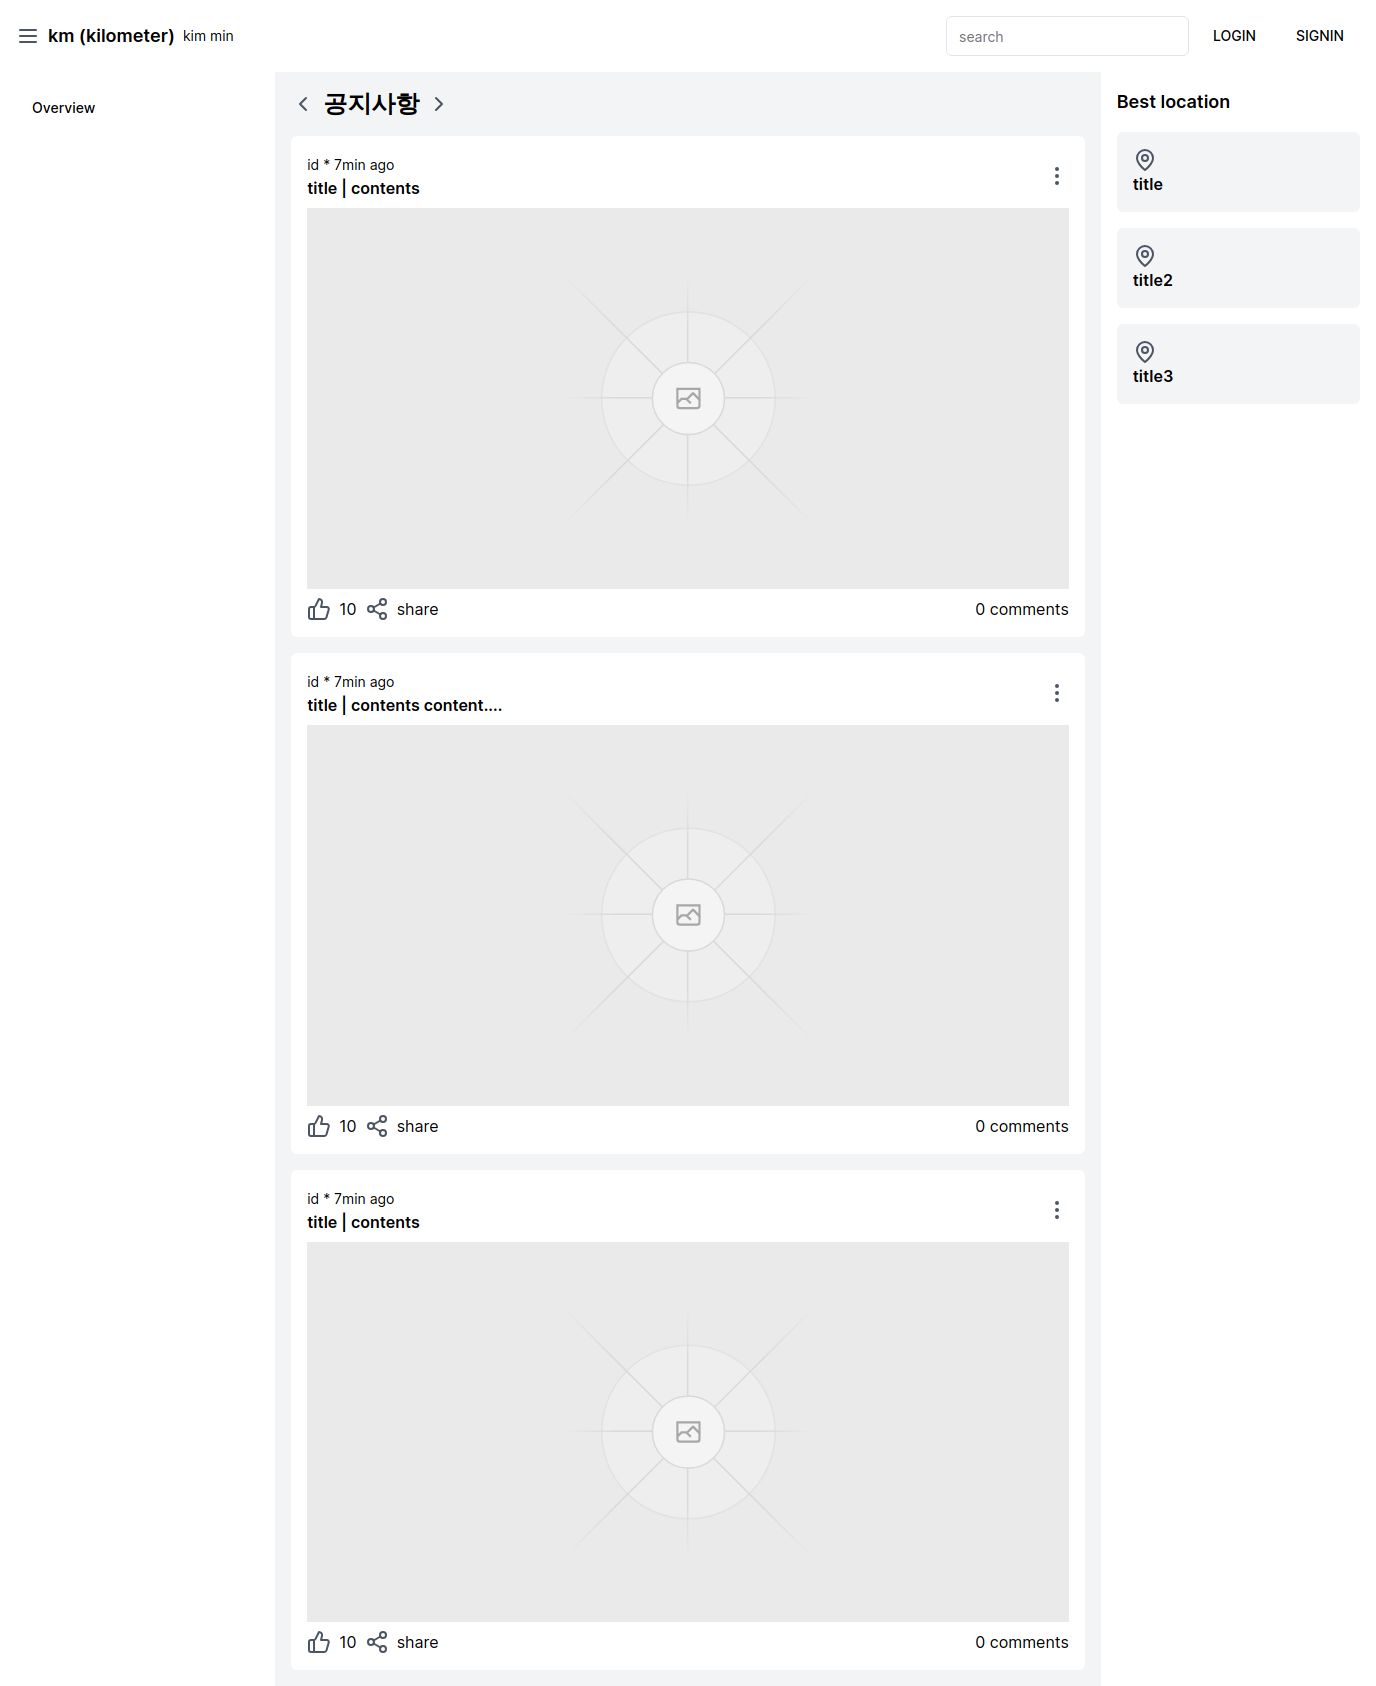 km (kilometer) kim min
search
LOGIN
SIGNIN
Overview
공지사항
id * 7min ago
title | contents
10
share
0 comments
id * 7min ago
title | contents content....
10
share
0 comments
id * 7min ago
title | contents
10
share
0 comments
Best location
title
title2
title3